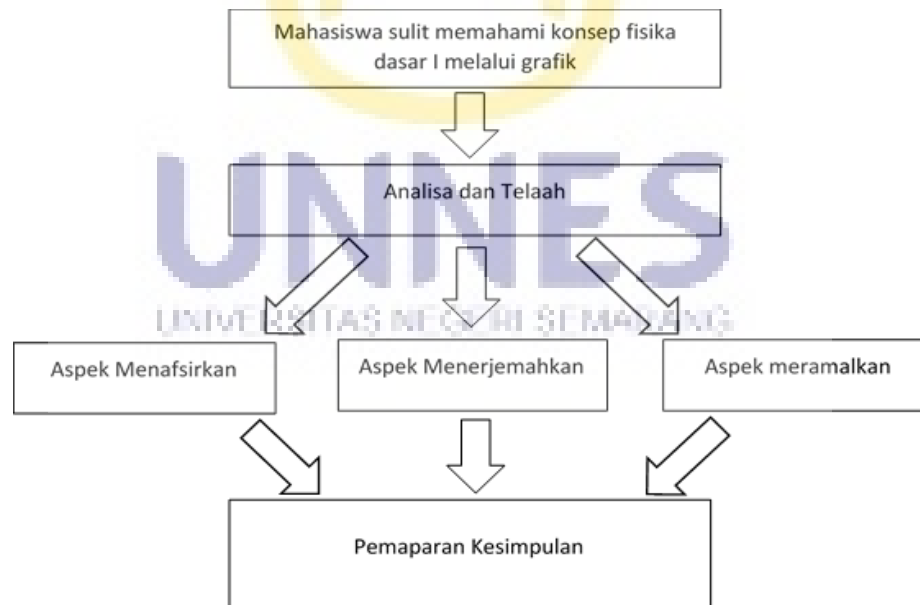 Mahasiswa sulit memahami konsep fisika
dasar I melalui grafik
UNNES
Analisa dan Telaah
UNIVERSITAS NEGERI SEMARANG
Aspek Menafsirkan
Aspek Menerjemahkan
Aspek meramalkan
Pemaparan Kesimpulan